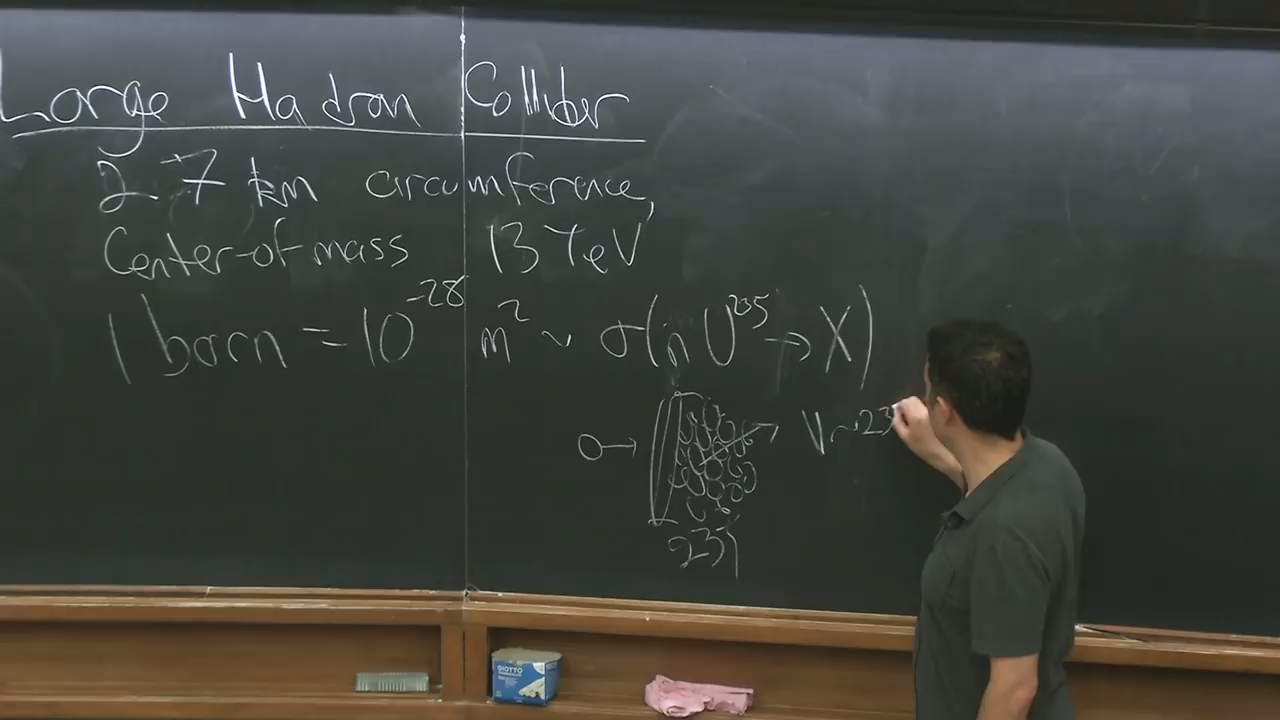 Large Hadron Collider
27 km circumference,
Center-of mass 13 TeV
1 barn = 10^-28 m^2 ~ σ(n U^235 → X)
V ~ 23
235
GIOTTO